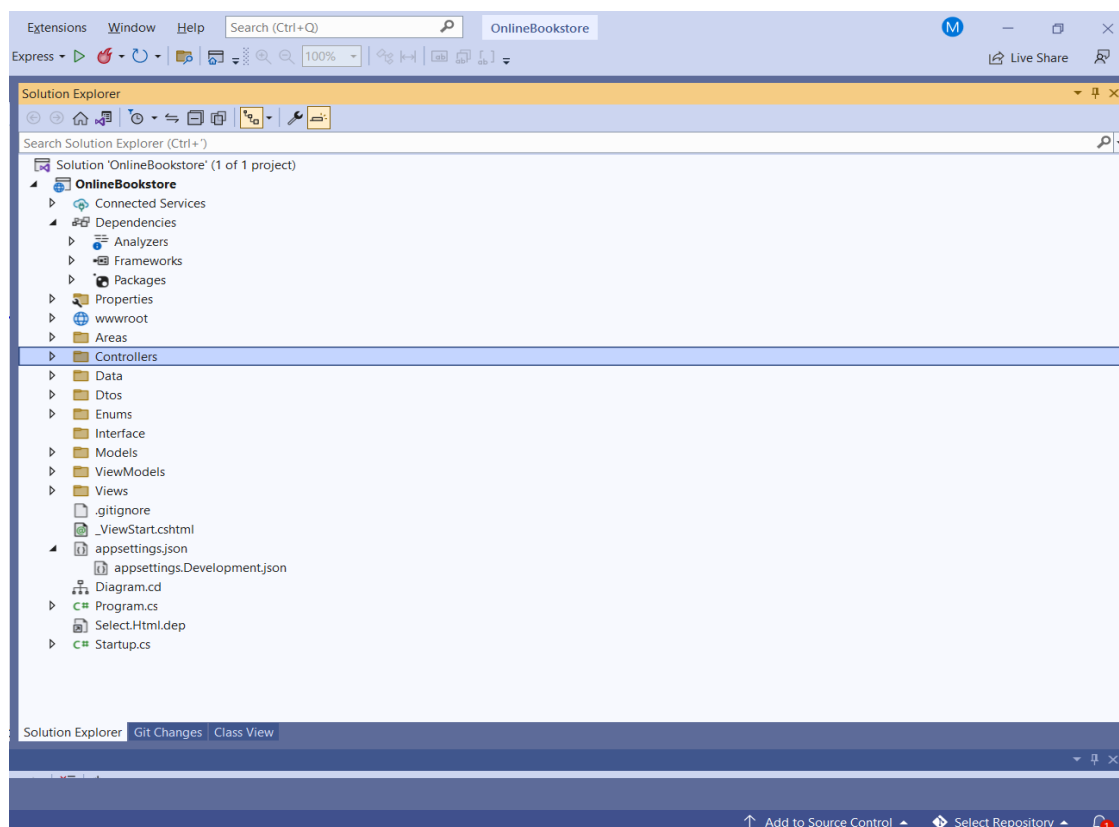 Extensions Window Help Search (Ctrl+Q) OnlineBookstore M
Express 100% Live Share
Solution Explorer
Search Solution Explorer (Ctrl+')
Solution 'OnlineBookstore' (1 of 1 project)
OnlineBookstore
Connected Services
Dependencies
Analyzers
Frameworks
Packages
Properties
wwwroot
Areas
Controllers
Data
Dtos
Enums
Interface
Models
ViewModels
Views
.gitignore
_ViewStart.cshtml
appsettings.json
appsettings.Development.json
Diagram.cd
C# Program.cs
Select.Html.dep
C# Startup.cs
Solution Explorer Git Changes Class View
Add to Source Control Select Repository